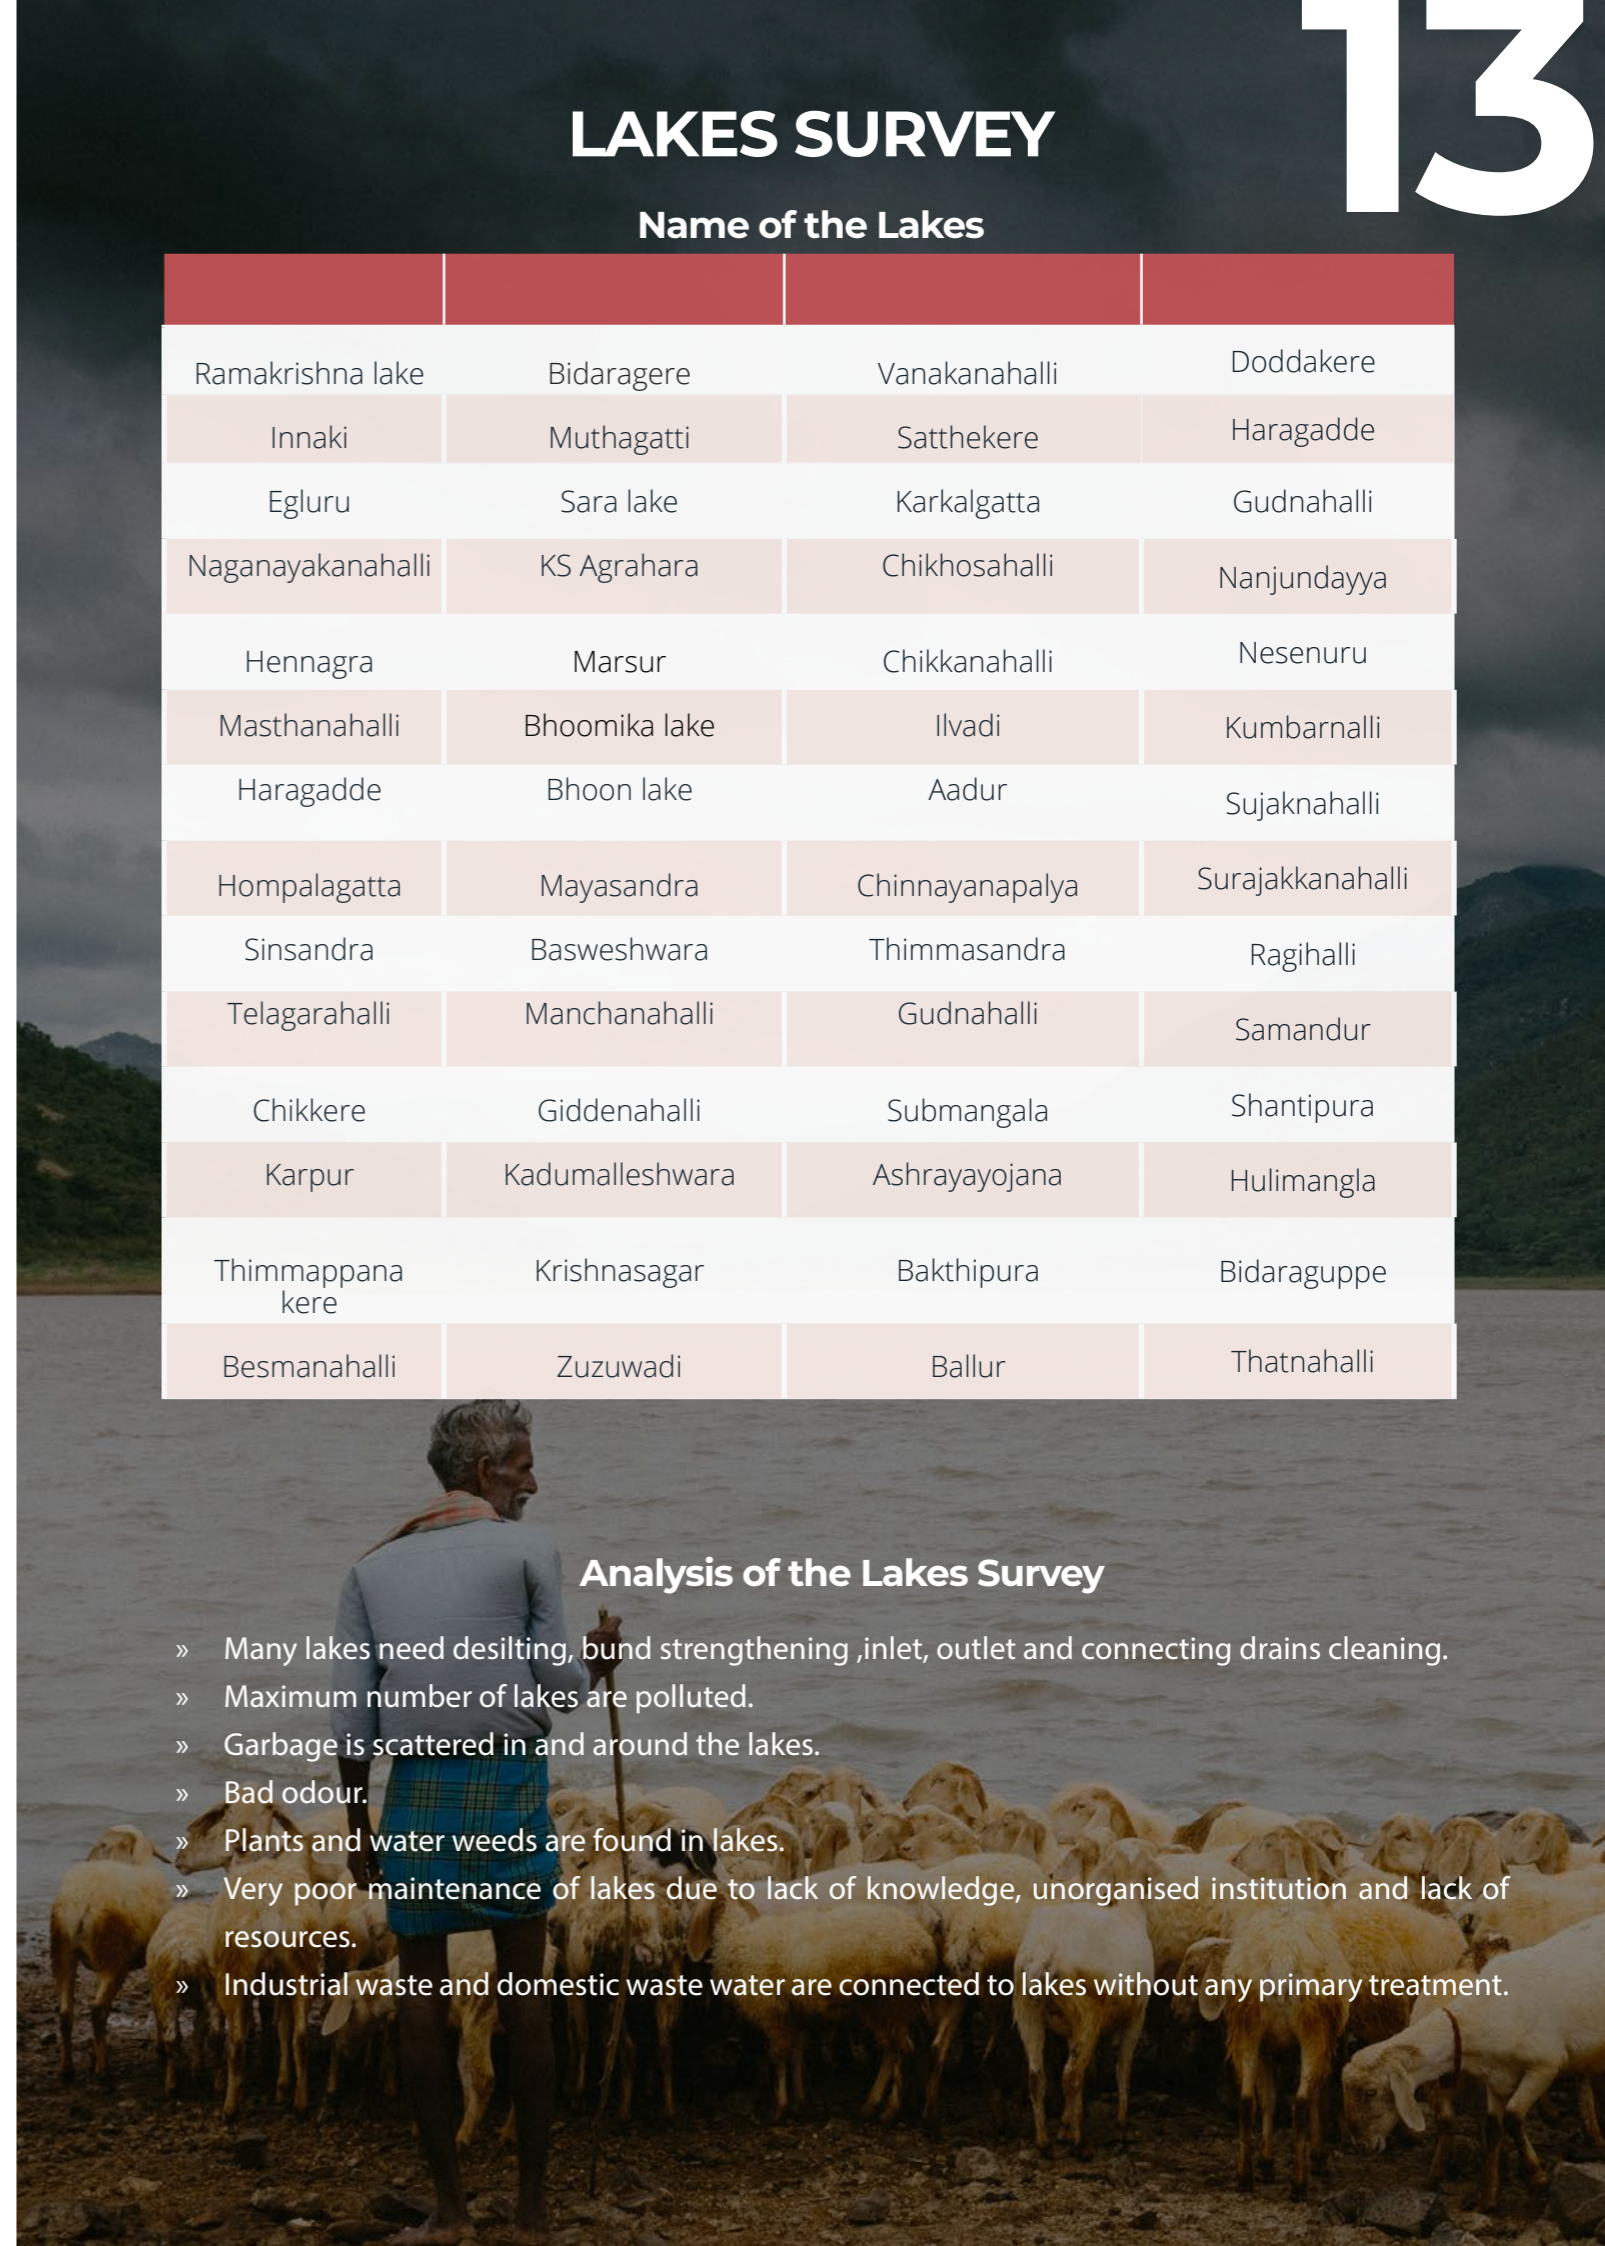 13
LAKES SURVEY
Name of the Lakes
Ramakrishna lake Bidaragere Vanakanahalli Doddakere
Innaki Muthagatti Satthekere Haragadde
Egluru Sara lake Karkalgatta Gudnahalli
Naganayakanahalli KS Agrahara Chikhosahalli Nanjundayya
Hennagra Marsur Chikkanahalli Nesenuru
Masthanahalli Bhoomika lake Ilvadi Kumbarnalli
Haragadde Bhoon lake Aadur Sujaknahalli
Hompalagatta Mayasandra Chinnayanapalya Surajakkanahalli
Sinsandra Basweshwara Thimmasandra Ragihalli
Telagarahalli Manchanahalli Gudnahalli Samandur
Chikkere Giddenahalli Submangala Shantipura
Karpur Kadumalleshwara Ashrayayojana Hulimangla
Thimmappana Krishnasagar Bakthipura Bidaraguppe
kere
Besmanahalli Zuzuwadi Ballur Thatnahalli
Analysis of the Lakes Survey
» Many lakes need desilting, bund strengthening ,inlet, outlet and connecting drains cleaning.
» Maximum number of lakes are polluted.
» Garbage is scattered in and around the lakes.
» Bad odour.
» Plants and water weeds are found in lakes.
» Very poor maintenance of lakes due to lack of knowledge, unorganised institution and lack of
resources.
» Industrial waste and domestic waste water are connected to lakes without any primary treatment.